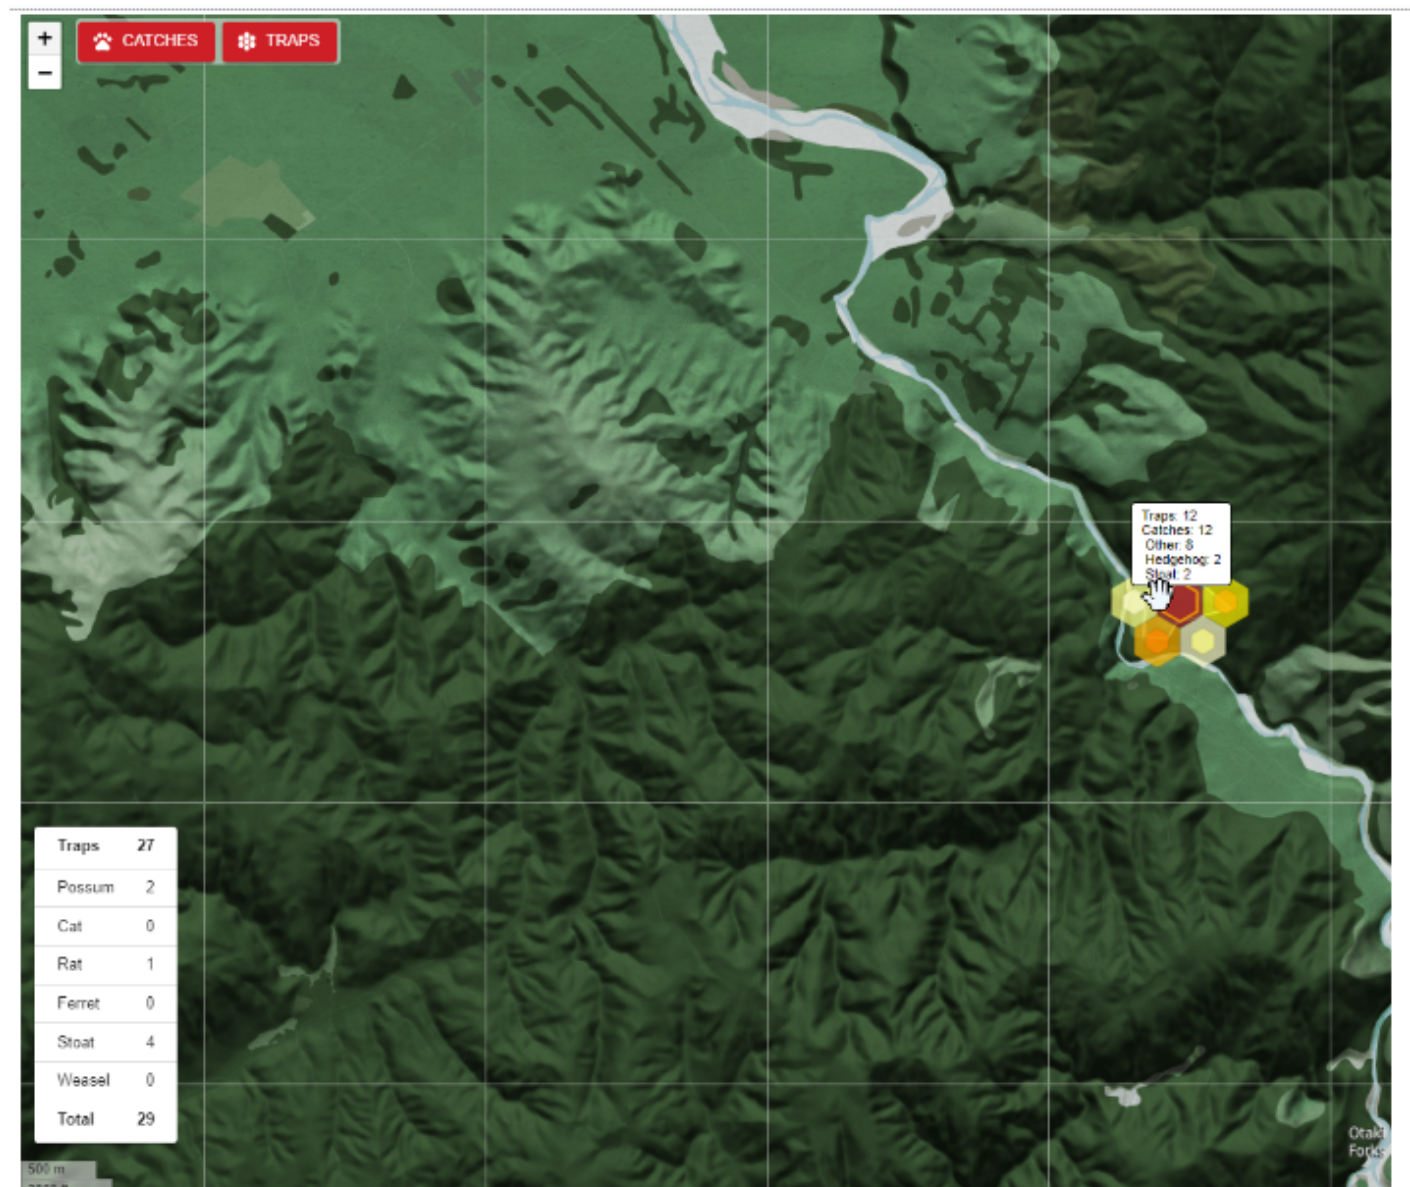 +
CATCHES
TRAPS
−
Traps: 12
Catches: 12
Other: 8
Hedgehog: 2
Stoat: 2
Traps 27
Possum 2
Cat 0
Rat 1
Ferret 0
Stoat 4
Weasel 0
Total 29
500 m
Otaki
Forks